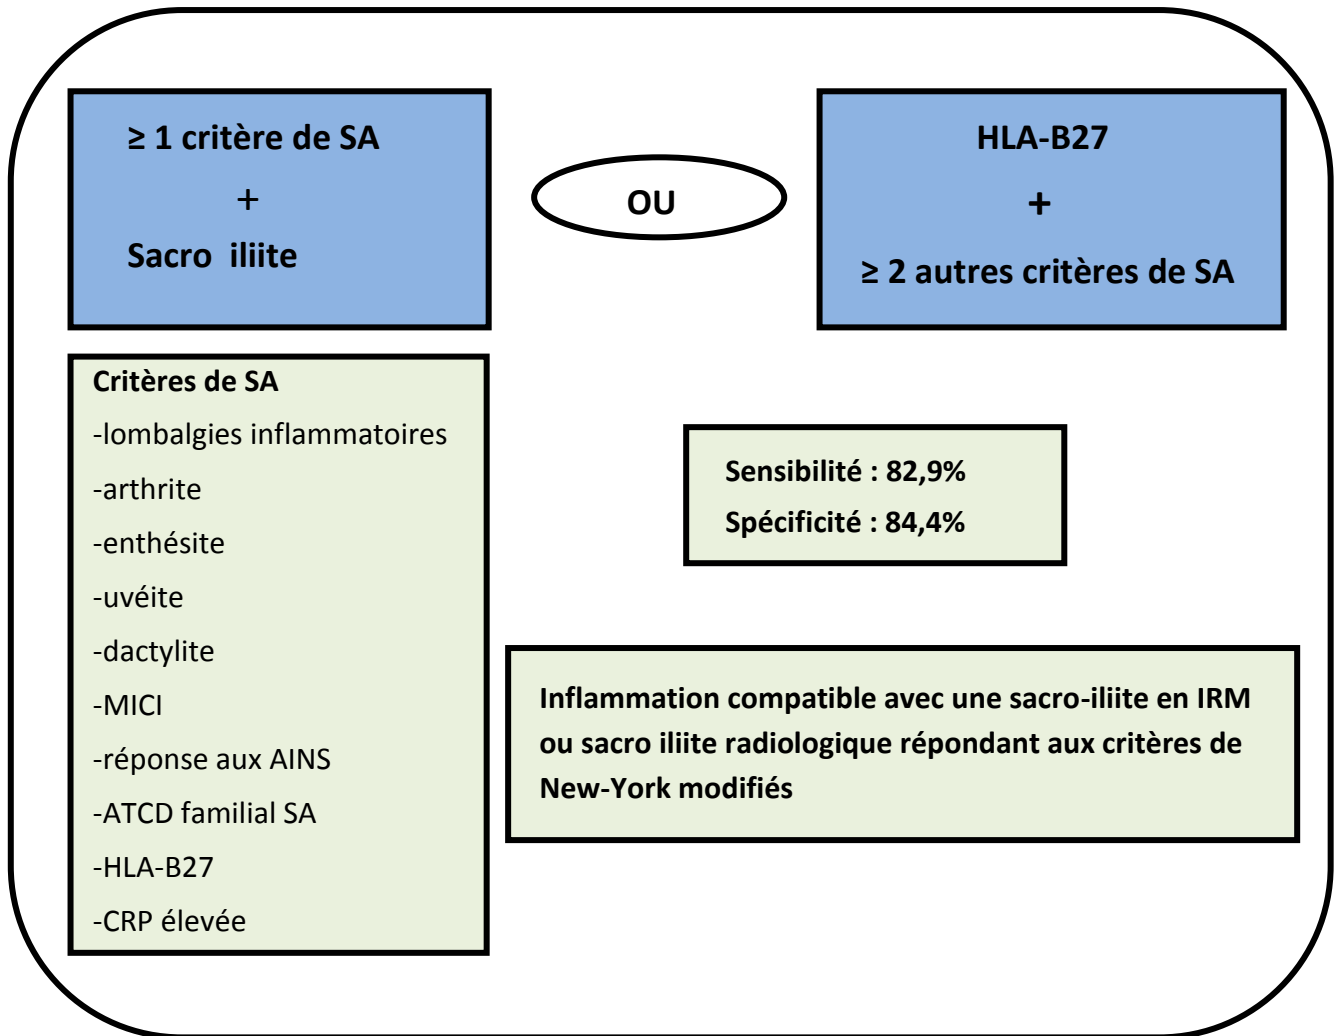 ≥ 1 critère de SA
+
Sacro iliite
OU
HLA-B27
+
≥ 2 autres critères de SA
Critères de SA
-lombalgies inflammatoires
-arthrite
-enthésite
-uvéite
-dactylite
-MICI
-réponse aux AINS
-ATCD familial SA
-HLA-B27
-CRP élevée
Sensibilité : 82,9%
Spécificité : 84,4%
Inflammation compatible avec une sacro-iliite en IRM
ou sacro iliite radiologique répondant aux critères de
New-York modifiés